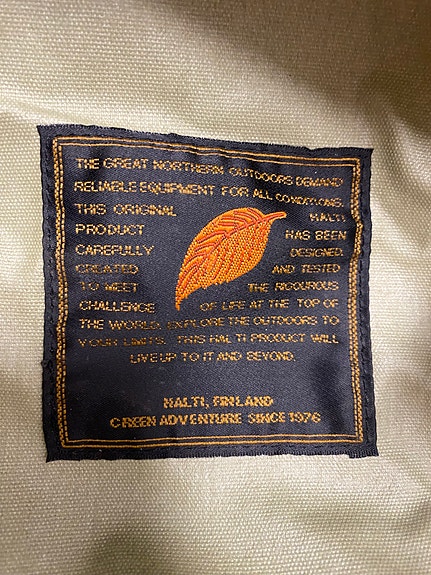 THE GREAT NORTHERN OUTDOORS DEMAND
RELIABLE EQUIPMENT FOR ALL CONDITIONS.
THIS ORIGINAL HALTI
PRODUCT HAS BEEN
CAREFULLY DESIGNED,
CREATED AND TESTED
TO MEET THE RIGOUROUS
CHALLENGE OF LIFE AT THE TOP OF
THE WORLD. EXPLORE THE OUTDOORS TO
YOUR LIMITS. THIS HALTI PRODUCT WILL
LIVE UP TO IT AND BEYOND.
HALTI, FINLAND
GREEN ADVENTURE SINCE 1976